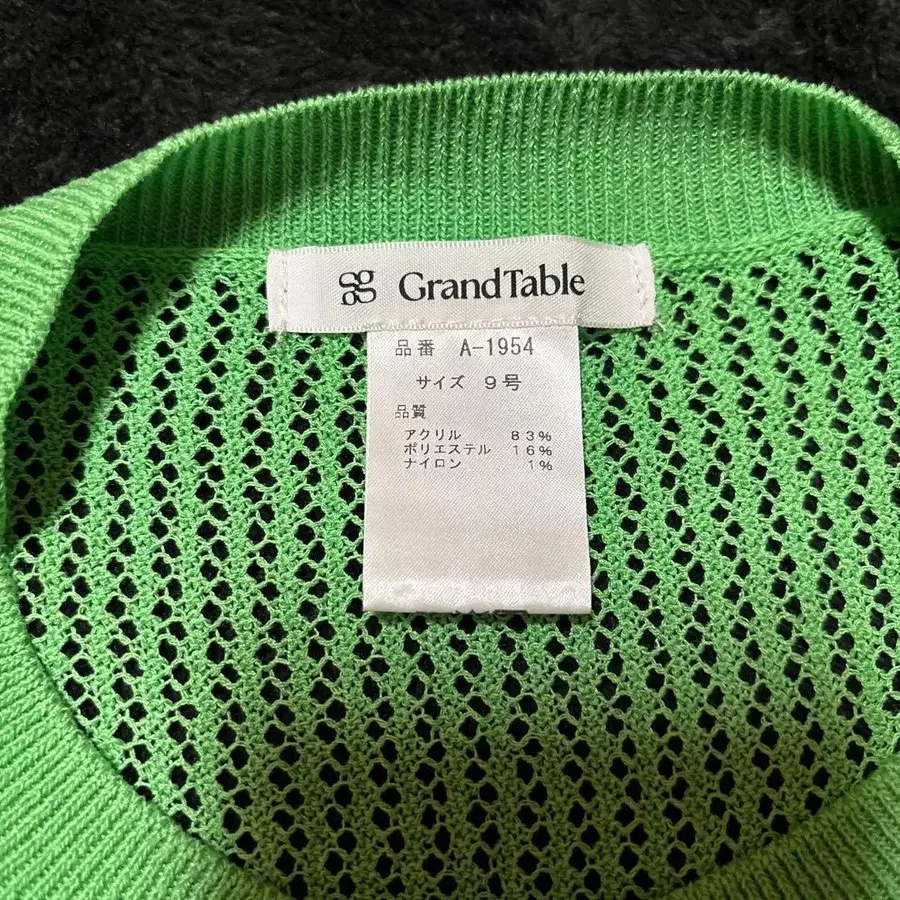 GrandTable
品番 A-1954
サイズ 9号
品質
アクリル 83%
ポリエステル 16%
ナイロン 1%